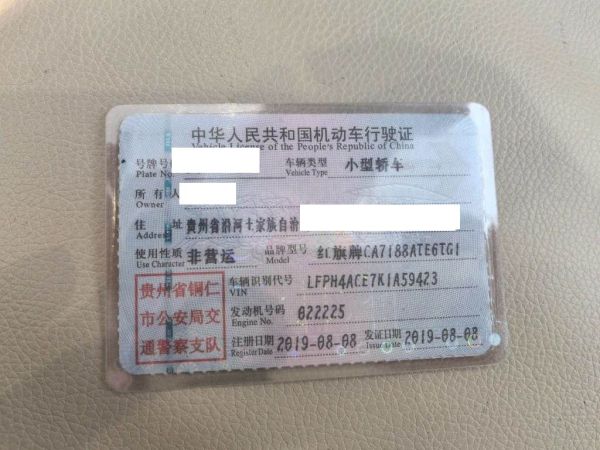 中华人民共和国机动车行驶证
Vehicle License of the People's Republic of China
号牌号 车辆类型 小型轿车
Plate No. Vehicle Type
所有人
Owner
住 址 贵州省沿河土家族自治
Address
使用性质 非营运 品牌型号 红旗牌CA7188ATE6TG1
Use Character Model
贵州省铜仁
市公安局交
通警察支队
车辆识别代号 LFPH4ACE7K1A59423
VIN
发动机号码 022225
Engine No.
注册日期 2019-08-08 发证日期 2019-08-08
Register Date Issue Date